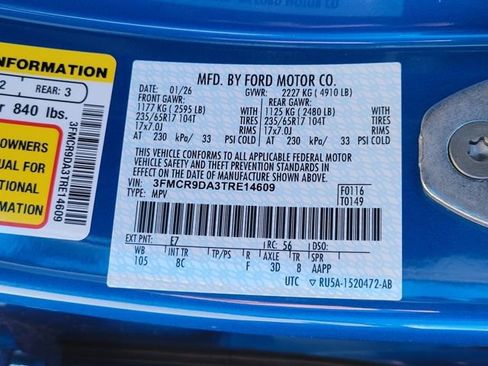 INFORMATION
2 REAR: 3
r 840 lbs.
OWNERS
NUAL FOR
TIONAL
RMATION
3FMCR9DA3TRE14609
MFD. BY FORD MOTOR CO.
DATE: 01/26 GVWR: 2227 KG ( 4910 LB)
FRONT GAWR: REAR GAWR:
1177 KG ( 2595 LB) 1125 KG ( 2480 LB)
235/65R17 104T TIRES 235/65R17 104T TIRES
17x7.0J RIMS 17x7.0J RIMS
AT 230 kPa/ 33 PSI COLD AT 230 kPa/ 33 PSI COLD
THIS VEHICLE CONFORMS TO ALL APPLICABLE FEDERAL MOTOR
VEHICLE SAFETY AND THEFT PREVENTION STANDARDS IN
EFFECT ON THE DATE OF MANUFACTURE SHOWN ABOVE.
VIN: 3FMCR9DA3TRE14609 F0116
TYPE: MPV T0149
EXT PNT: E7 RC: 56 DSO:
WB INT TR TP/PS R AXLE TR SPR
105 8C F 3D 8 AAPP
UTC RU5A-1520472-AB